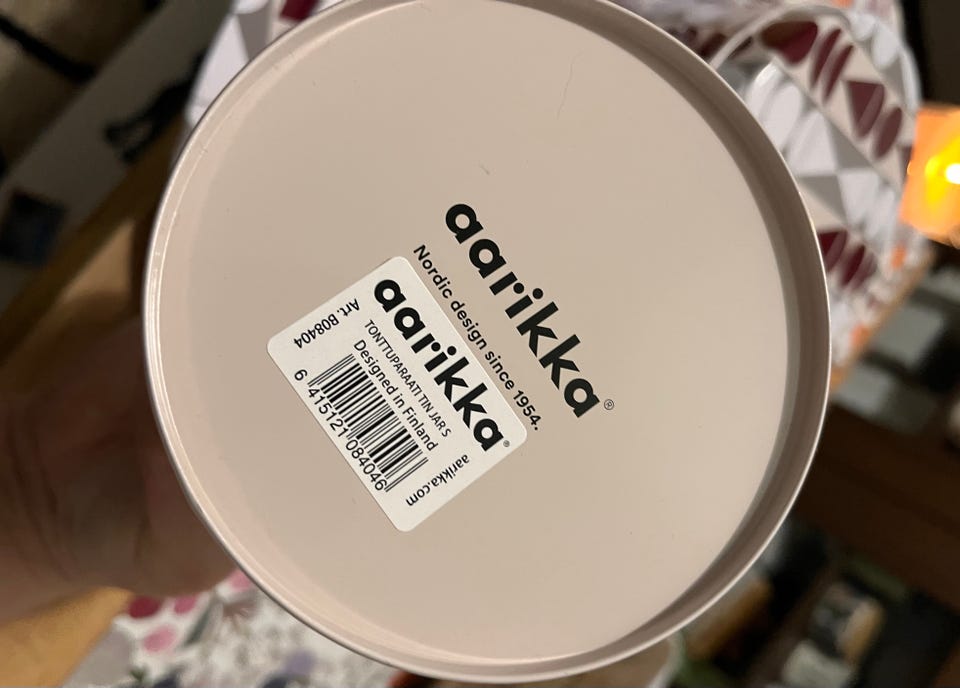 aarikka®
Nordic design since 1954.
aarikka®
TONTTUPARAATI TIN JAR S
Designed in Finland
6 415121 084046
Art. B08404
aarikka.com